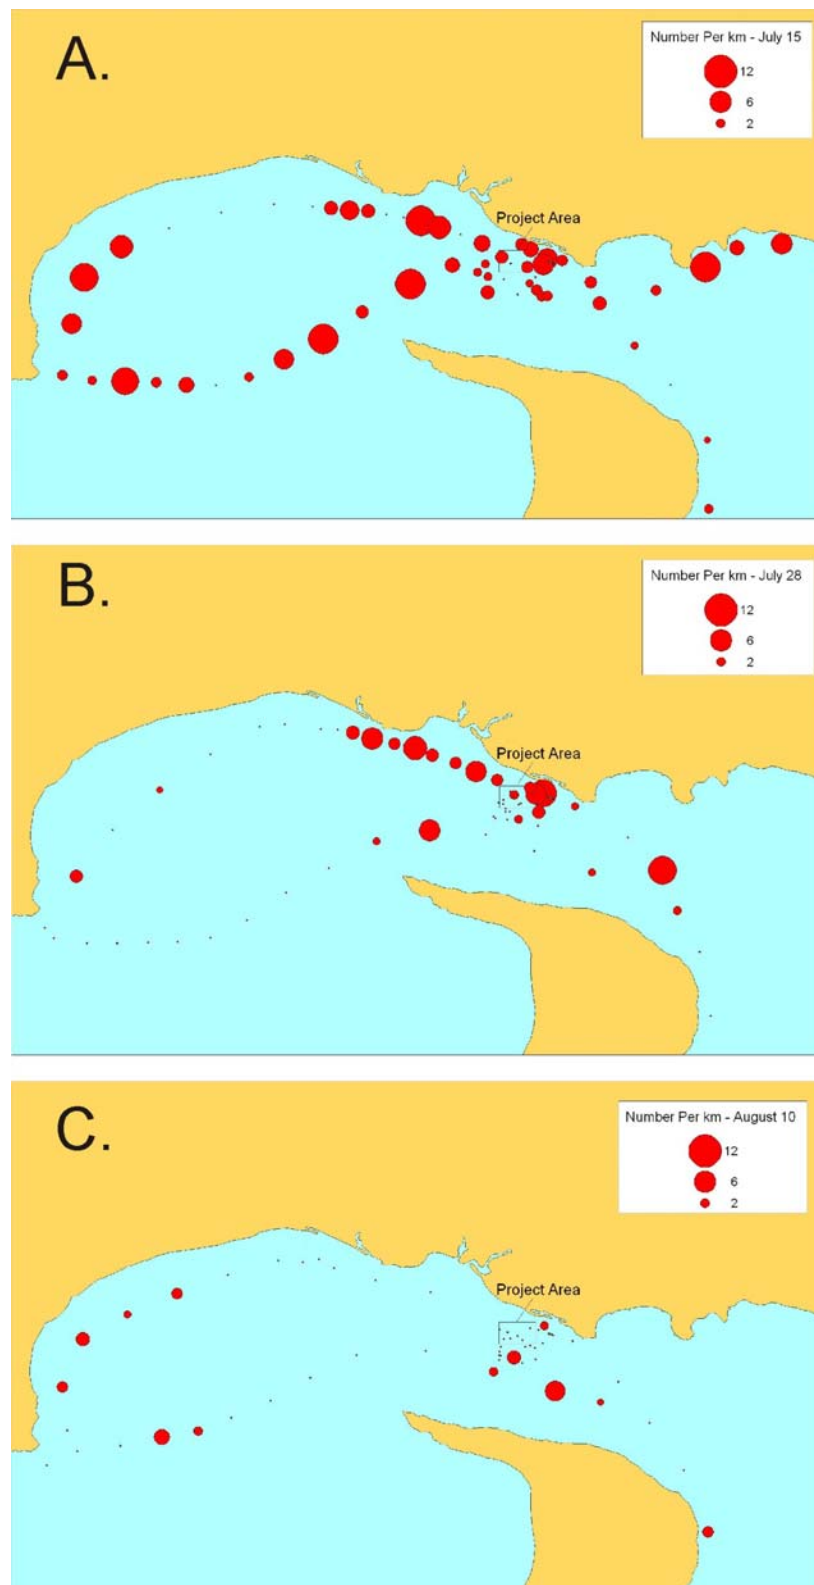 A.
Number Per km - July 15
12
6
2
Project Area
B.
Number Per km - July 28
12
6
2
Project Area
C.
Number Per km - August 10
12
6
2
Project Area